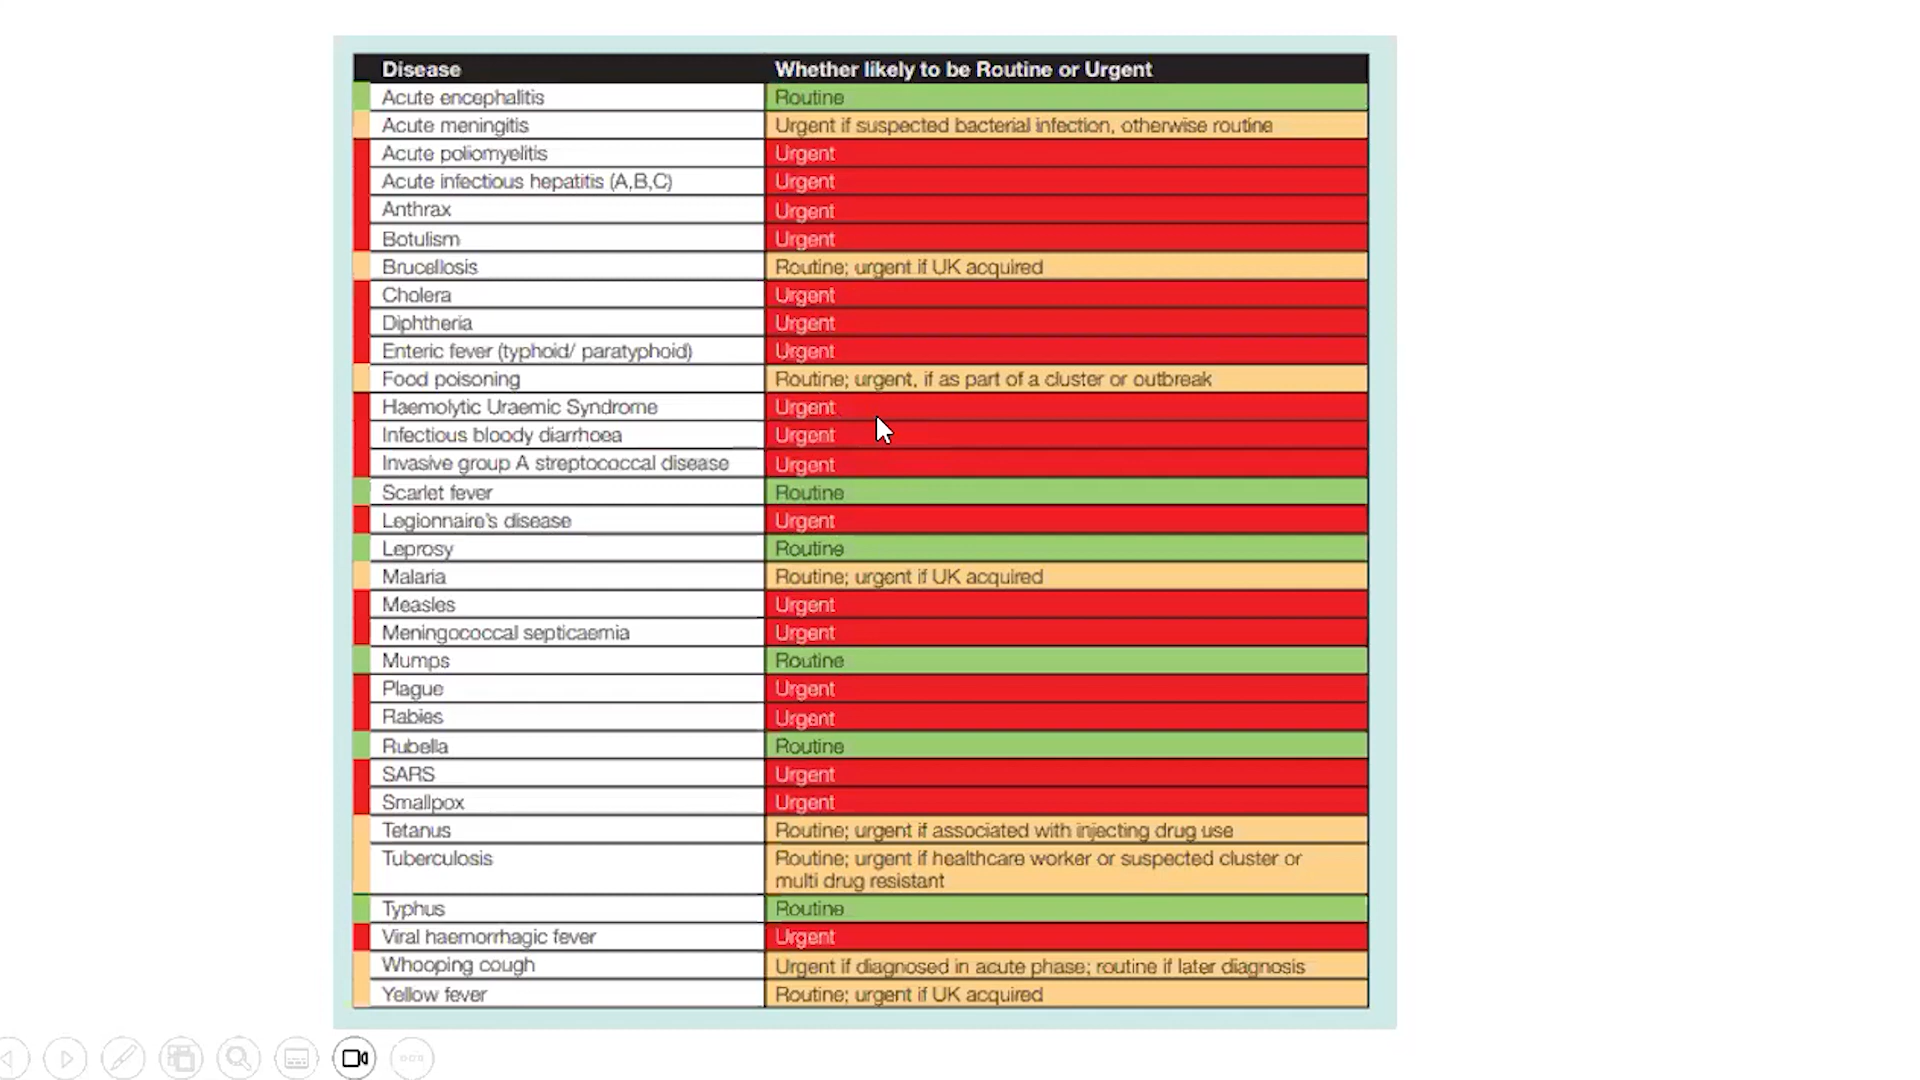 Disease Whether likely to be Routine or Urgent
Acute encephalitis Routine
Acute meningitis Urgent if suspected bacterial infection, otherwise routine
Acute poliomyelitis Urgent
Acute infectious hepatitis (A,B,C) Urgent
Anthrax Urgent
Botulism Urgent
Brucellosis Routine; urgent if UK acquired
Cholera Urgent
Diphtheria Urgent
Enteric fever (typhoid/ paratyphoid) Urgent
Food poisoning Routine; urgent, if as part of a cluster or outbreak
Haemolytic Uraemic Syndrome Urgent
Infectious bloody diarrhoea Urgent
Invasive group A streptococcal disease Urgent
Scarlet fever Routine
Legionnaire's disease Urgent
Leprosy Routine
Malaria Routine; urgent if UK acquired
Measles Urgent
Meningococcal septicaemia Urgent
Mumps Routine
Plague Urgent
Rabies Urgent
Rubella Routine
SARS Urgent
Smallpox Urgent
Tetanus Routine; urgent if associated with injecting drug use
Tuberculosis Routine; urgent if healthcare worker or suspected cluster or
multi drug resistant
Typhus Routine
Viral haemorrhagic fever Urgent
Whooping cough Urgent if diagnosed in acute phase; routine if later diagnosis
Yellow fever Routine; urgent if UK acquired